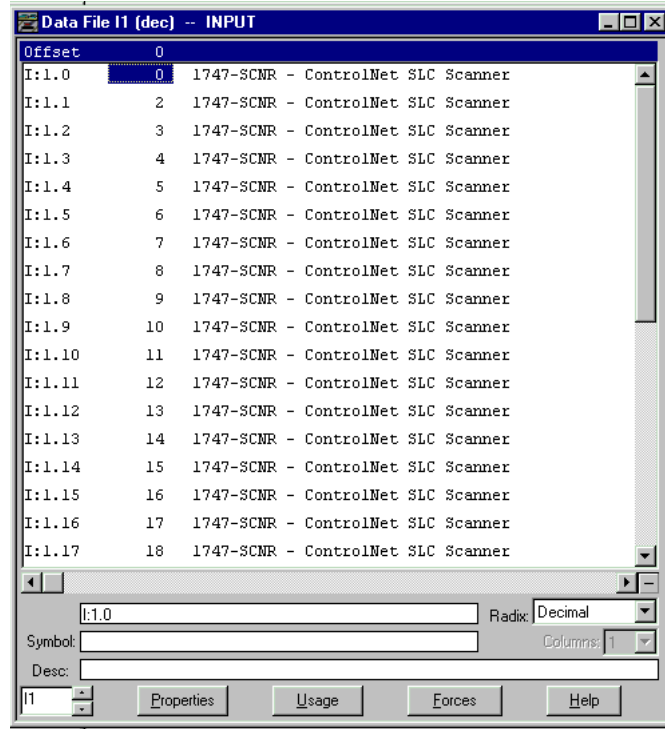 Data File I1 (dec) -- INPUT
Offset 0
I:1.0 0 1747-SCNR - ControlNet SLC Scanner
I:1.1 2 1747-SCNR - ControlNet SLC Scanner
I:1.2 3 1747-SCNR - ControlNet SLC Scanner
I:1.3 4 1747-SCNR - ControlNet SLC Scanner
I:1.4 5 1747-SCNR - ControlNet SLC Scanner
I:1.5 6 1747-SCNR - ControlNet SLC Scanner
I:1.6 7 1747-SCNR - ControlNet SLC Scanner
I:1.7 8 1747-SCNR - ControlNet SLC Scanner
I:1.8 9 1747-SCNR - ControlNet SLC Scanner
I:1.9 10 1747-SCNR - ControlNet SLC Scanner
I:1.10 11 1747-SCNR - ControlNet SLC Scanner
I:1.11 12 1747-SCNR - ControlNet SLC Scanner
I:1.12 13 1747-SCNR - ControlNet SLC Scanner
I:1.13 14 1747-SCNR - ControlNet SLC Scanner
I:1.14 15 1747-SCNR - ControlNet SLC Scanner
I:1.15 16 1747-SCNR - ControlNet SLC Scanner
I:1.16 17 1747-SCNR - ControlNet SLC Scanner
I:1.17 18 1747-SCNR - ControlNet SLC Scanner
I:1.0 Radix: Decimal
Symbol: Columns: 1
Desc:
I1 Properties Usage Forces Help